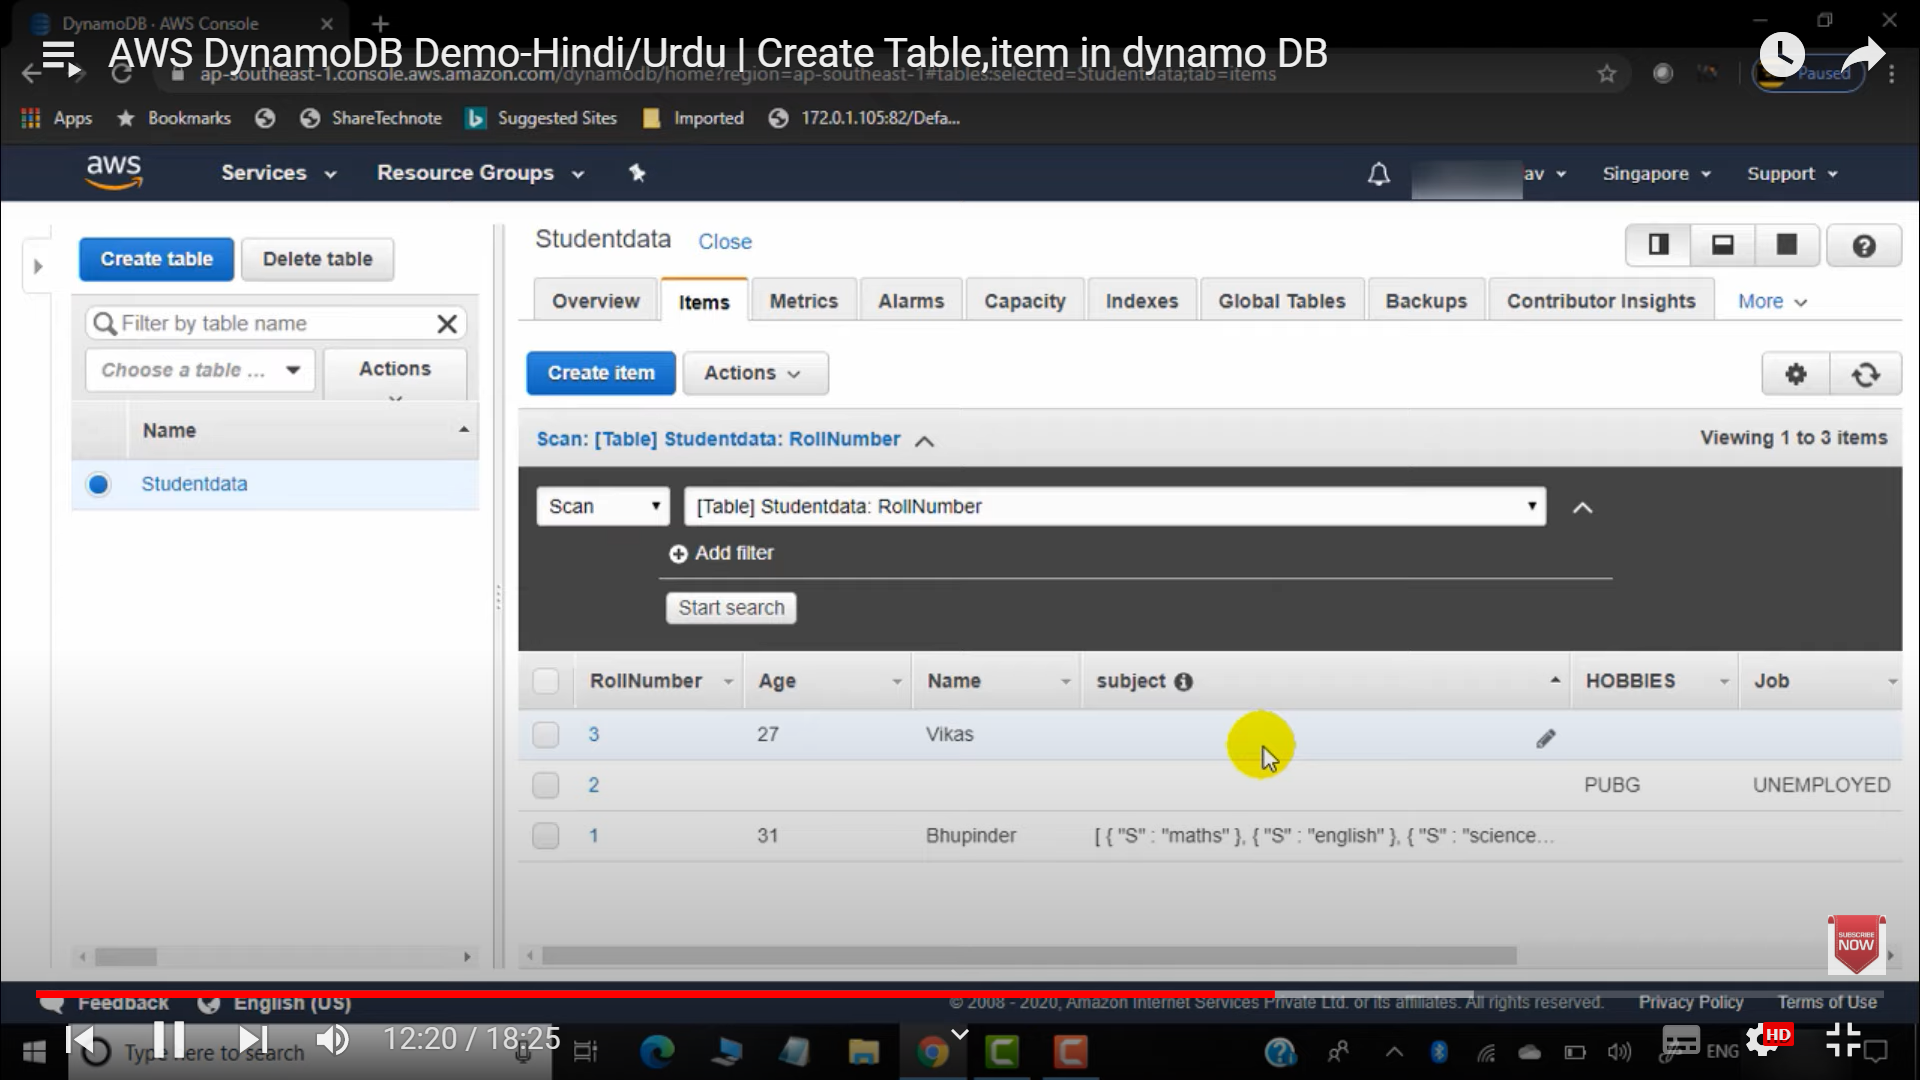 DynamoDB · AWS Console
AWS DynamoDB Demo-Hindi/Urdu | Create Table,item in dynamo DB
ap-southeast-1.console.aws.amazon.com/dynamodb/home?region=ap-southeast-1#tables:selected=Studentdata;tab=items
Paused
Apps Bookmarks ShareTechnote Suggested Sites Imported 172.0.1.105:82/Defa...
aws Services Resource Groups av Singapore Support
Create table Delete table
Studentdata Close
Filter by table name
Choose a table ... Actions
Name
Studentdata
Overview Items Metrics Alarms Capacity Indexes Global Tables Backups Contributor Insights More
Create item Actions
Scan: [Table] Studentdata: RollNumber Viewing 1 to 3 items
Scan [Table] Studentdata: RollNumber
Add filter
Start search
RollNumber Age Name subject HOBBIES Job
3 27 Vikas
2 PUBG UNEMPLOYED
1 31 Bhupinder [ { "S" : "maths" }, { "S" : "english" }, { "S" : "science...
SUBSCRIBE
NOW
Feedback English (US) © 2008 - 2020, Amazon Internet Services Private Ltd. or its affiliates. All rights reserved. Privacy Policy Terms of Use
Type here to search
12:20 / 18:25
HD
ENG